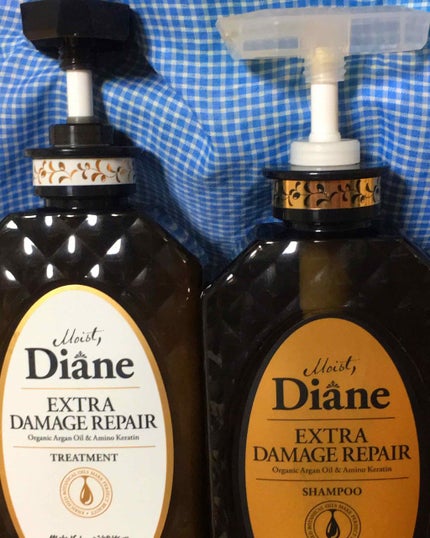 Moist,
Diane
EXTRA
DAMAGE REPAIR
Organic Argan Oil & Amino Keratin
TREATMENT
Moist,
Diane
EXTRA
DAMAGE REPAIR
Organic Argan Oil & Amino Keratin
SHAMPOO